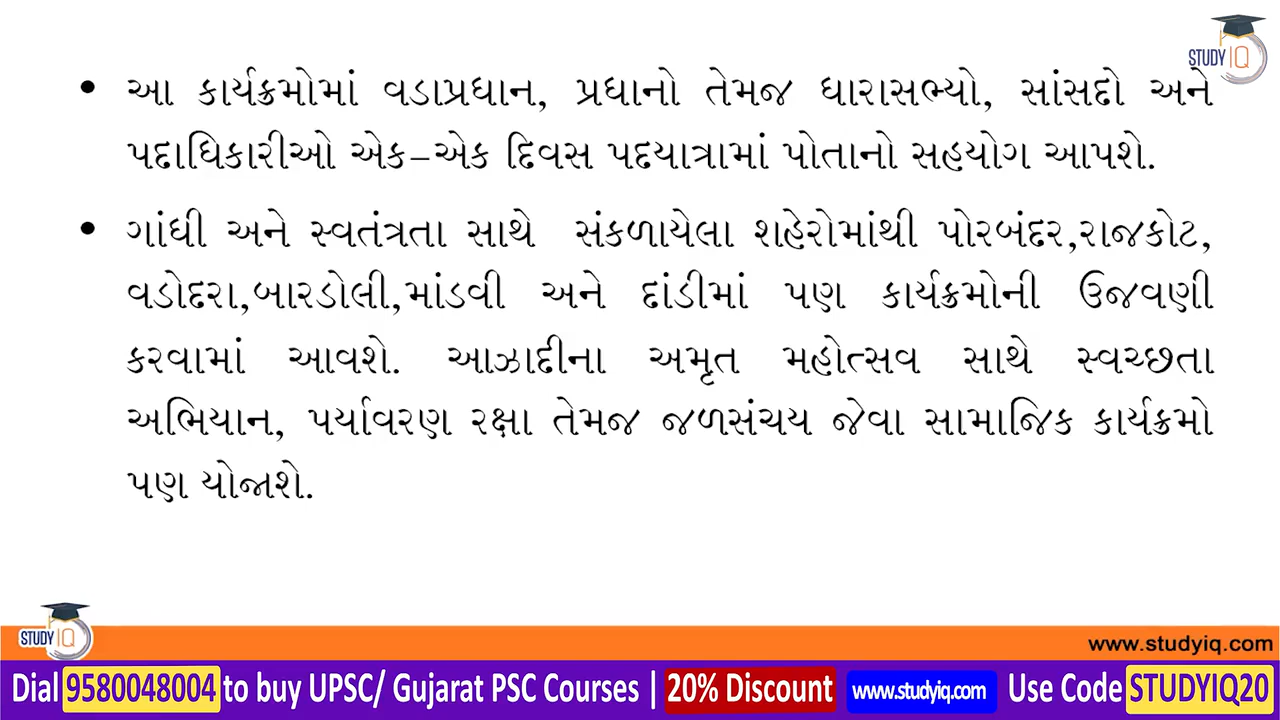 STUDY IQ
• આ કાર્યક્રમોમાં વડાપ્રધાન, પ્રધાનો તેમજ ધારાસભ્યો, સાંસદો અને
પદાધિકારીઓ એક–એક દિવસ પદયાત્રામાં પોતાનો સહયોગ આપશે.
• ગાંધી અને સ્વતંત્રતા સાથે સંકળાયેલા શહેરોમાંથી પોરબંદર,રાજકોટ,
વડોદરા,બારડોલી,માંડવી અને દાંડીમાં પણ કાર્યક્રમોની ઉજવણી
કરવામાં આવશે. આઝાદીના અમૃત મહોત્સવ સાથે સ્વચ્છતા
અભિયાન, પર્યાવરણ રક્ષા તેમજ જળસંચય જેવા સામાજિક કાર્યક્રમો
પણ યોજાશે.
STUDY IQ
www.studyiq.com
Dial 9580048004 to buy UPSC/ Gujarat PSC Courses | 20% Discount www.studyiq.com Use Code STUDYIQ20